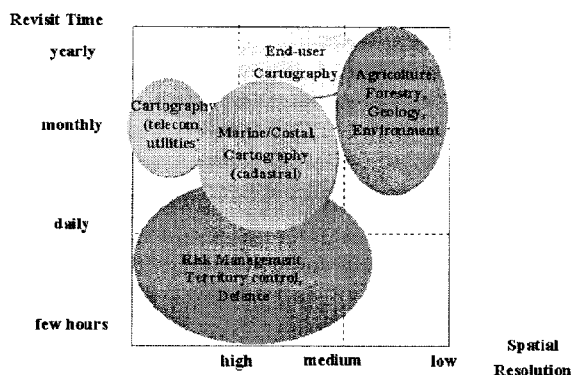 Revisit Time
yearly
monthly
daily
few hours
End-user
Cartography
Agriculture,
Forestry,
Geology,
Environment
Cartography
(telecom,
utilities)
Marine/Costal,
Cartography
(cadastral)
Risk Management,
Territory control,
Defence
high
medium
low
Spatial
Resolution